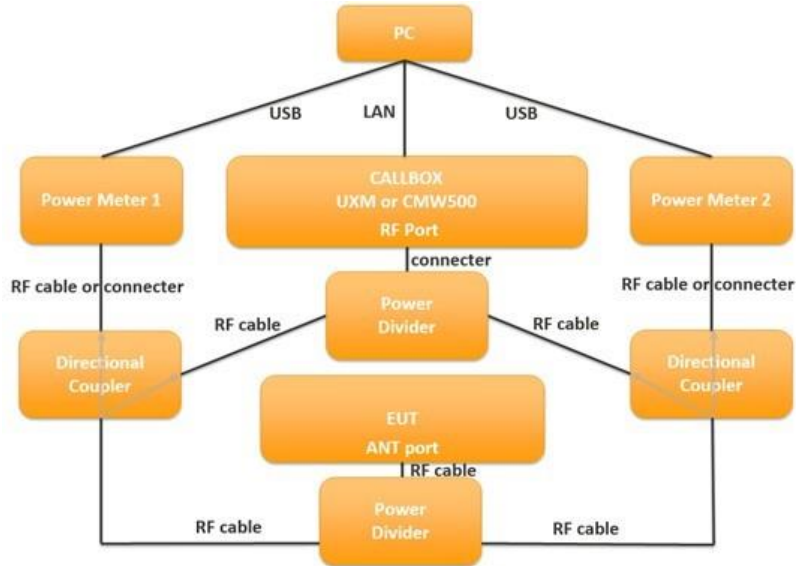 PC
USB
LAN
USB
Power Meter 1
CALLBOX
UXM or CMW500
RF Port
Power Meter 2
connecter
RF cable or connecter
RF cable or connecter
Power
Divider
RF cable
RF cable
Directional
Coupler
Directional
Coupler
EUT
ANT port
RF cable
Power
Divider
RF cable
RF cable